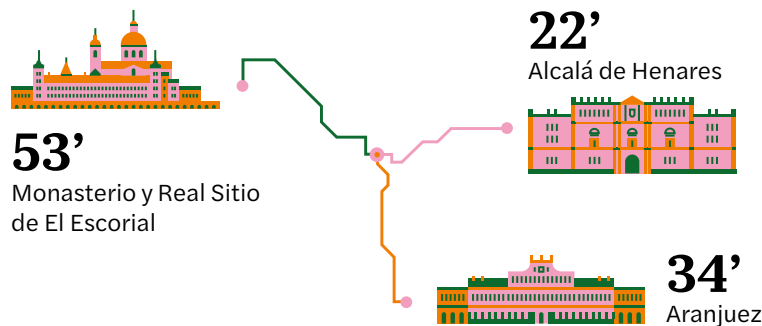 53’
Monasterio y Real Sitio
de El Escorial
22’
Alcalá de Henares
34’
Aranjuez